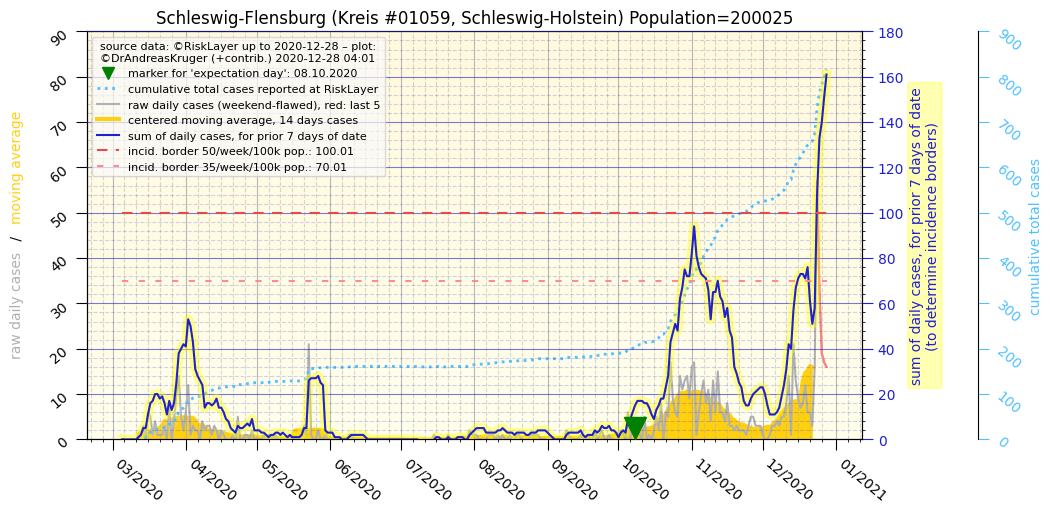 Schleswig-Flensburg (Kreis #01059, Schleswig-Holstein) Population=200025
source data: ©RiskLayer up to 2020-12-28 – plot:
©DrAndreasKruger (+contrib.) 2020-12-28 04:01
marker for 'expectation day': 08.10.2020
cumulative total cases reported at RiskLayer
raw daily cases (weekend-flawed), red: last 5
centered moving average, 14 days cases
sum of daily cases, for prior 7 days of date
incid. border 50/week/100k pop.: 100.01
incid. border 35/week/100k pop.: 70.01
raw daily cases / moving average
90
80
70
60
50
40
30
20
10
0
03/2020
04/2020
05/2020
06/2020
07/2020
08/2020
09/2020
10/2020
11/2020
12/2020
01/2021
180
160
140
120
100
80
60
40
20
0
sum of daily cases, for prior 7 days of date
(to determine incidence borders)
900
800
700
600
500
400
300
200
100
0
cumulative total cases